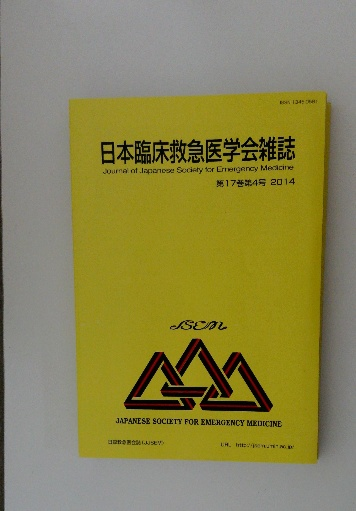 日本臨床救急医学会雑誌
Journal of Japanese Society for Emergency Medicine
第17巻第4号 2014
JSEM
JAPANESE SOCIETY FOR EMERGENCY MEDICINE